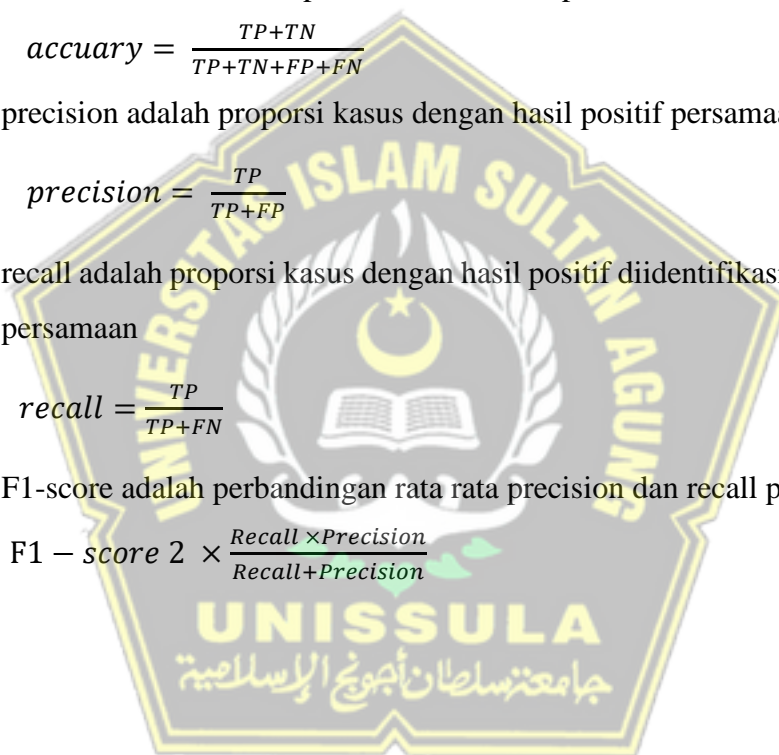 accuary = TP+TN / TP+TN+FP+FN
precision adalah proporsi kasus dengan hasil positif
precision = TP / TP+FP
recall adalah proporsi kasus dengan hasil positif
persamaan
recall = TP / TP+FN
F1-score adalah perbandingan rata rata precision dan recall
F1 − score 2 × Recall ×Precision / Recall+Precision
UNIVERSITAS ISLAM SULTAN AGUNG
UNISSULA
جامعة سلطان أجونج الإسلامية